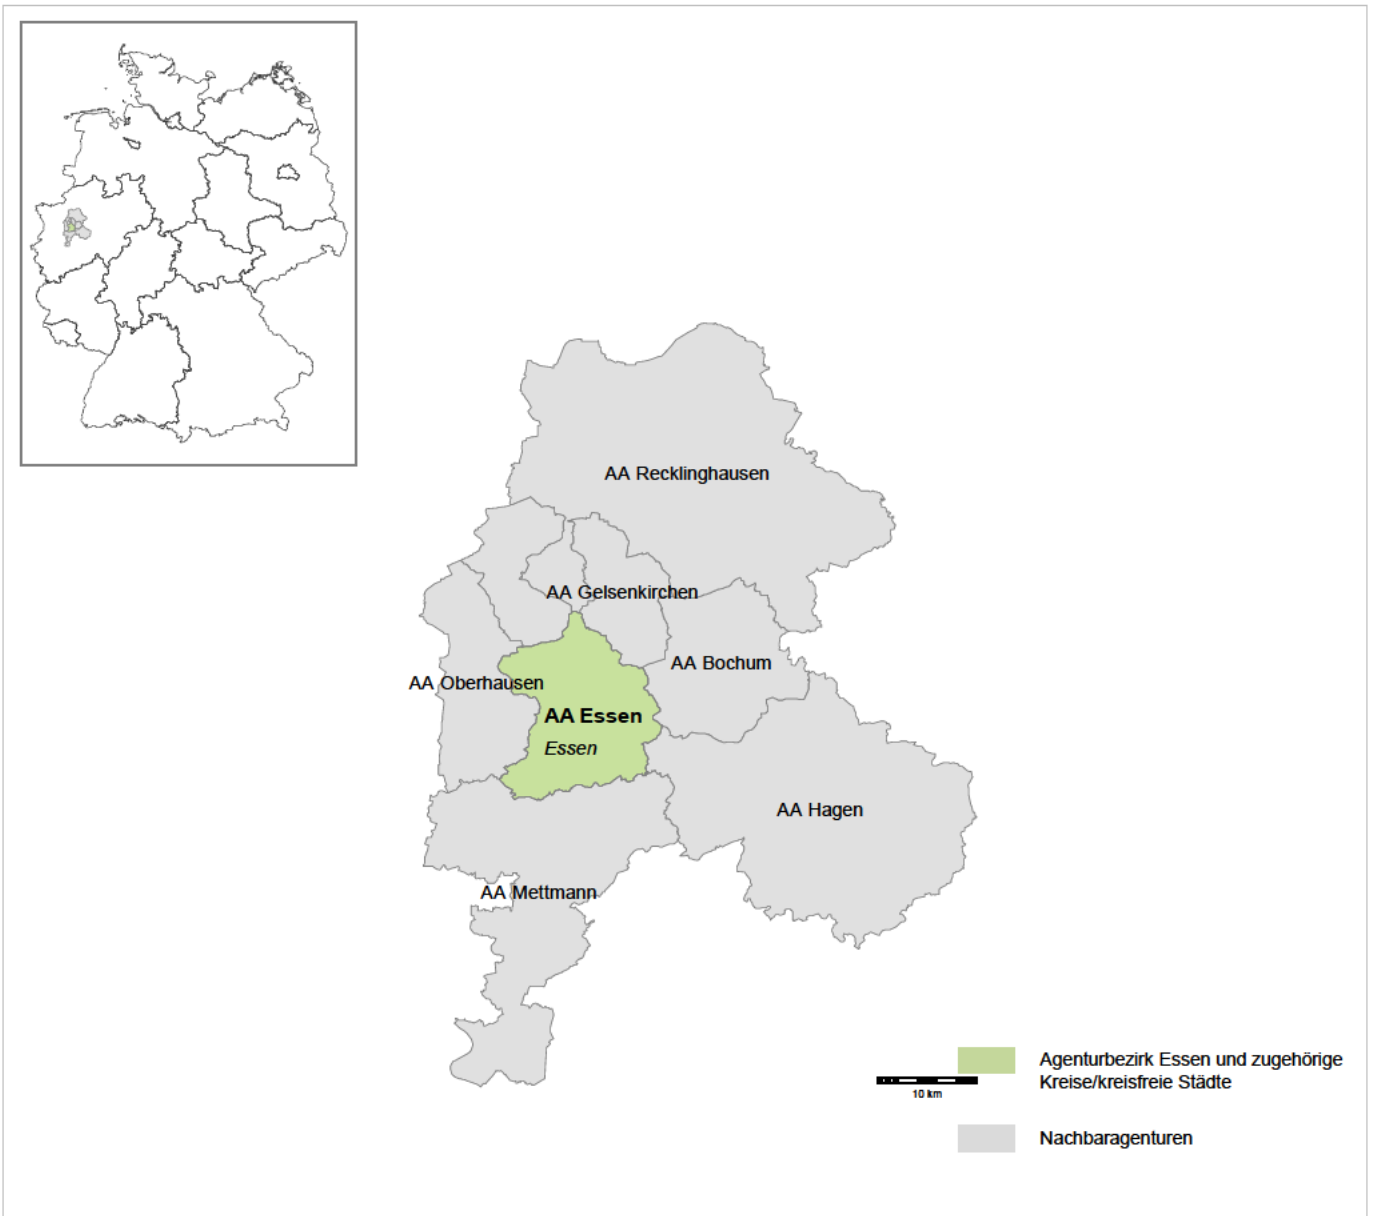 AA Recklinghausen
AA Gelsenkirchen
AA Bochum
AA Oberhausen
AA Essen
Essen
AA Hagen
AA Mettmann
Agenturbezirk Essen und zugehörige
Kreise/kreisfreie Städte
10 km
Nachbaragenturen